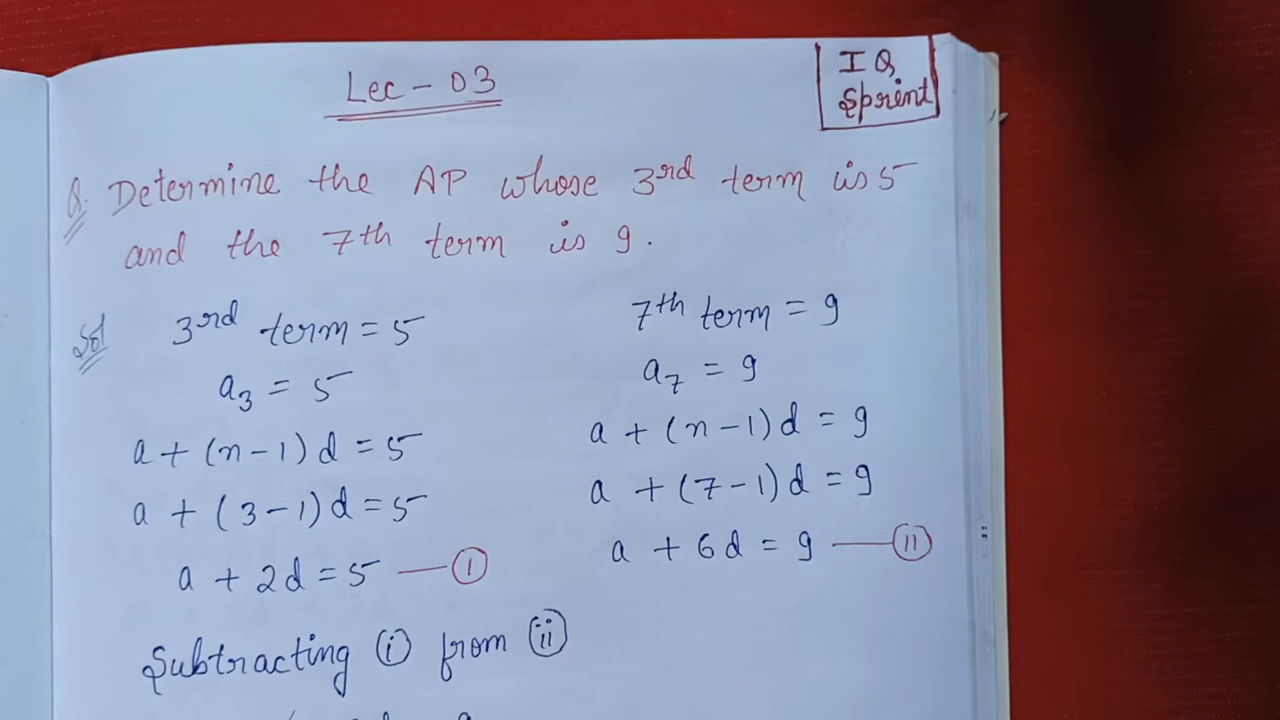 Lec - 03
IQ
Sprint
Q. Determine the AP whose 3rd term is 5
and the 7th term is 9.
Sol
3rd term = 5
a3 = 5
a + (n - 1) d = 5
a + (3 - 1) d = 5
a + 2d = 5 — (i)
7th term = 9
a7 = 9
a + (n - 1) d = 9
a + (7 - 1) d = 9
a + 6d = 9 — (ii)
Subtracting (i) from (ii)